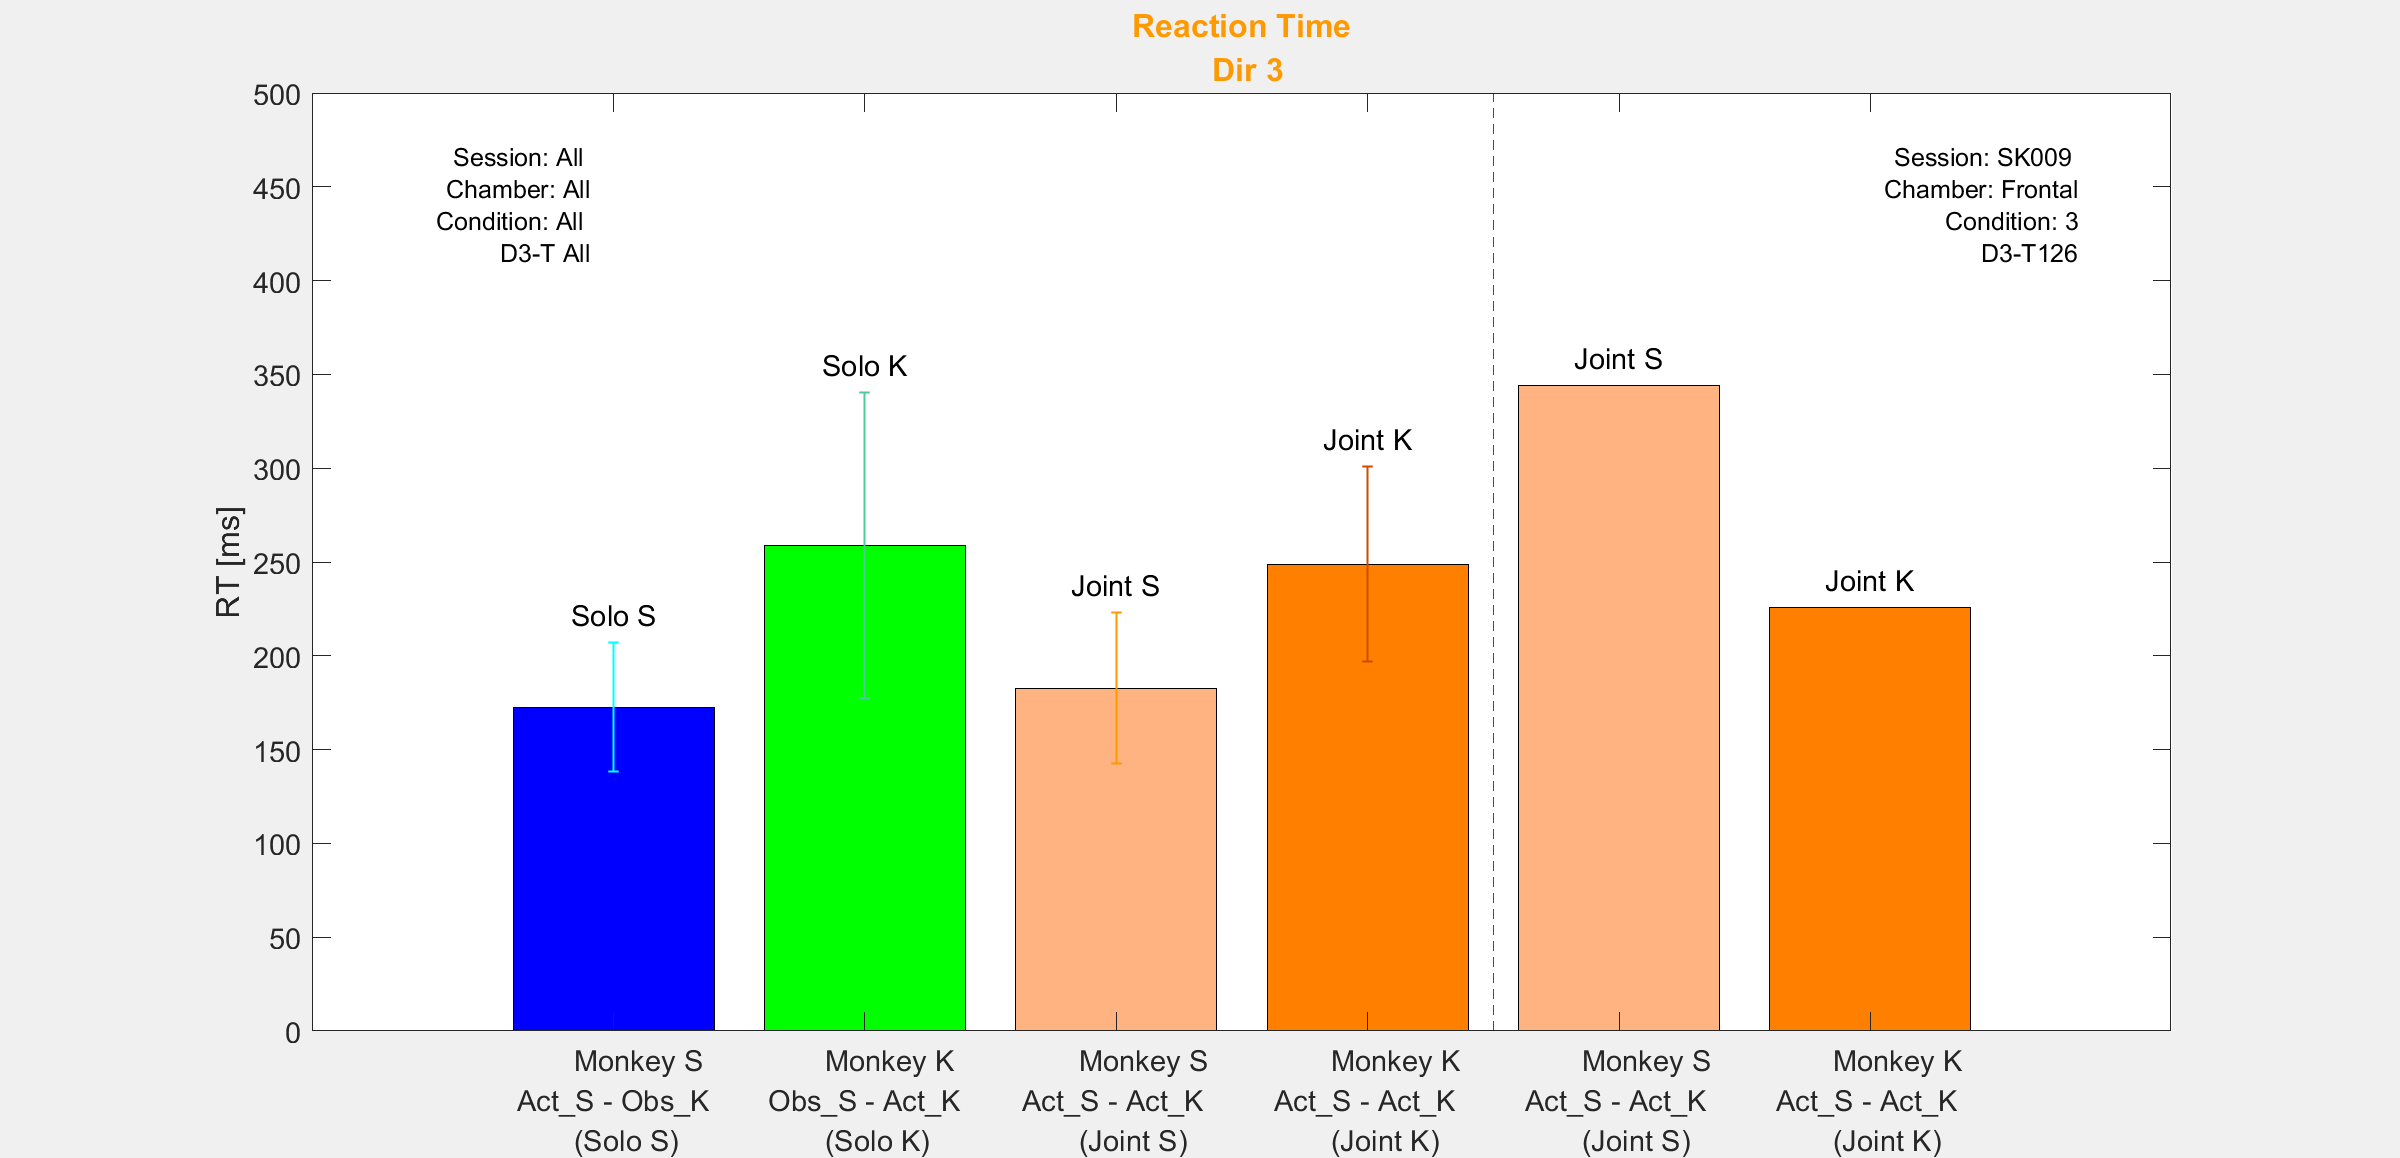 Reaction Time
Dir 3
500
450
400
350
300
250
200
150
100
50
0
RT [ms]
Session: All
Chamber: All
Condition: All
D3-T All
Session: SK009
Chamber: Frontal
Condition: 3
D3-T126
Solo S
Solo K
Joint S
Joint K
Joint S
Joint K
Monkey S
Act_S - Obs_K
(Solo S)
Monkey K
Obs_S - Act_K
(Solo K)
Monkey S
Act_S - Act_K
(Joint S)
Monkey K
Act_S - Act_K
(Joint K)
Monkey S
Act_S - Act_K
(Joint S)
Monkey K
Act_S - Act_K
(Joint K)